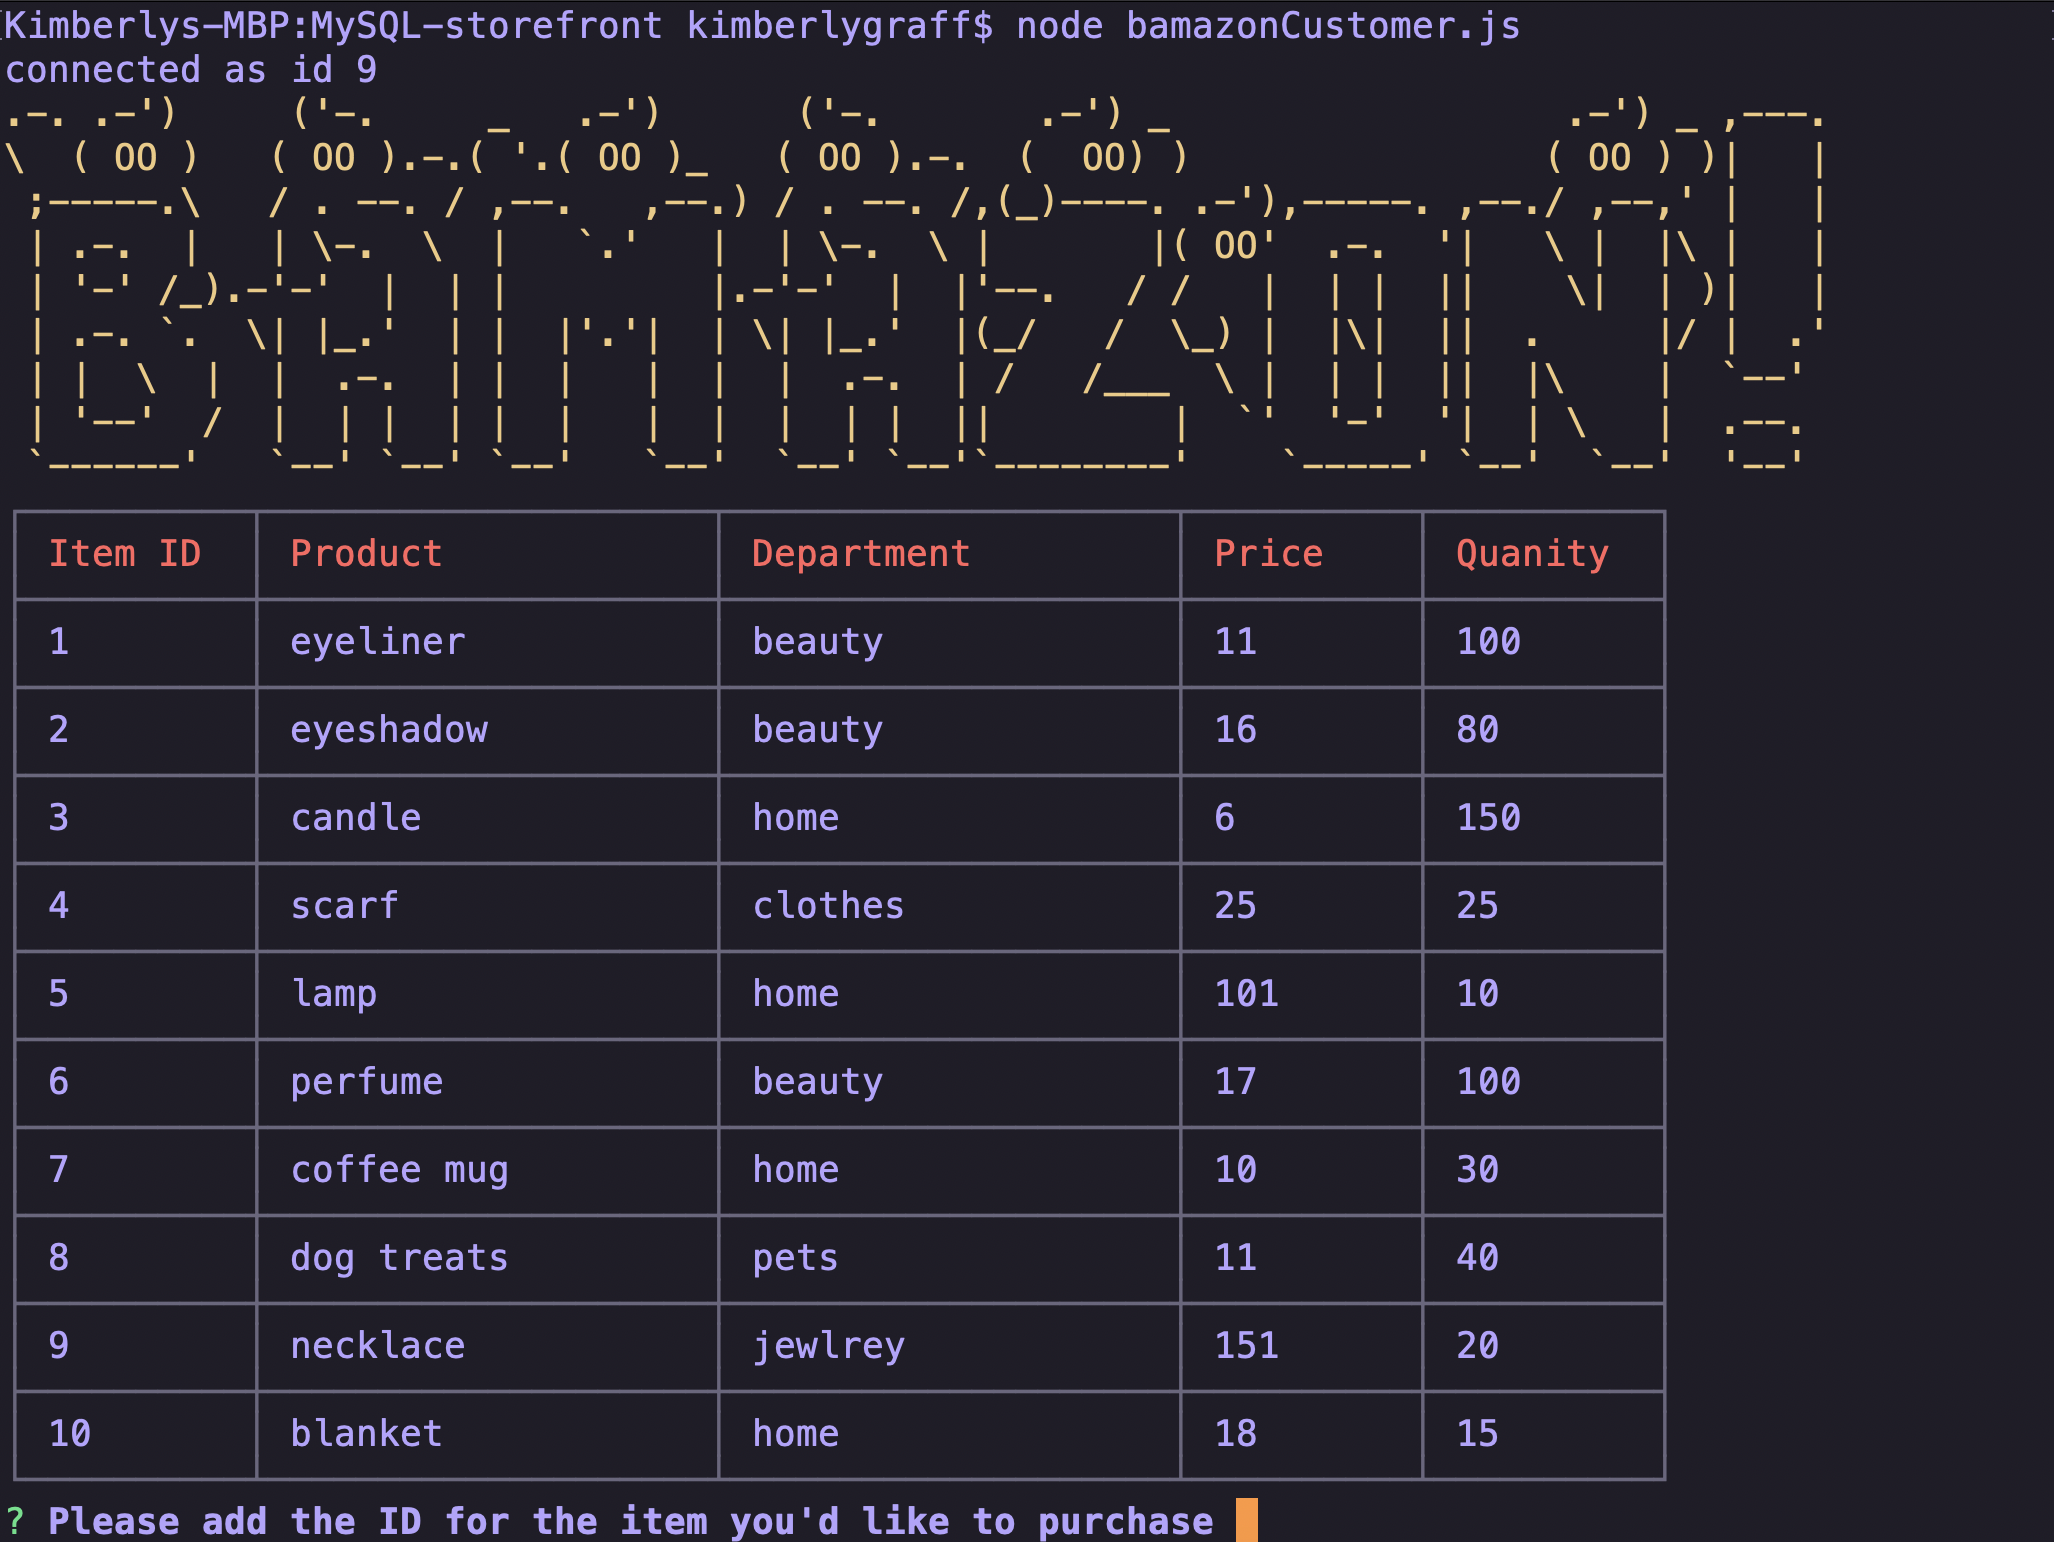 Kimberlys-MBP:MySQL-storefront kimberlygraff$ node bamazonCustomer.js
connected as id 9
BAMAZON!
Item ID Product Department Price Quanity
1 eyeliner beauty 11 100
2 eyeshadow beauty 16 80
3 candle home 6 150
4 scarf clothes 25 25
5 lamp home 101 10
6 perfume beauty 17 100
7 coffee mug home 10 30
8 dog treats pets 11 40
9 necklace jewlrey 151 20
10 blanket home 18 15
? Please add the ID for the item you'd like to purchase